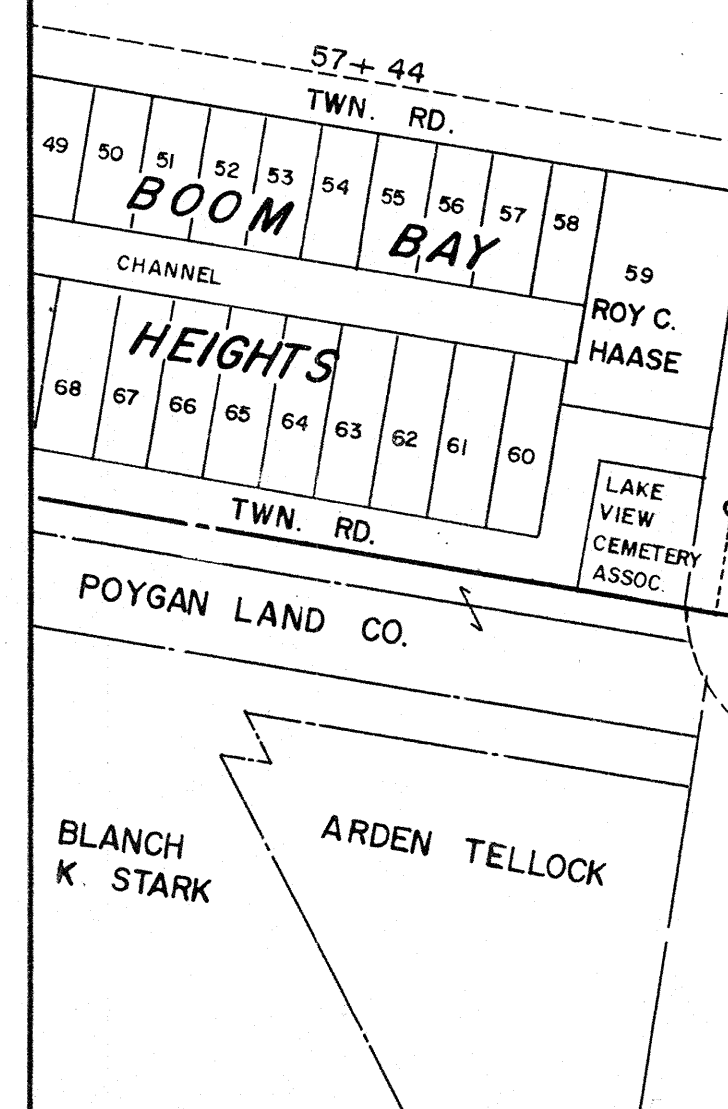 57+44
TWN. RD.
49 50 51 52 53 54 55 56 57 58
BOOM BAY
59
ROY C.
HAASE
CHANNEL
HEIGHTS
68 67 66 65 64 63 62 61 60
TWN. RD.
LAKE
VIEW
CEMETERY
ASSOC.
POYGAN LAND CO.
BLANCH
K. STARK
ARDEN TELLOCK